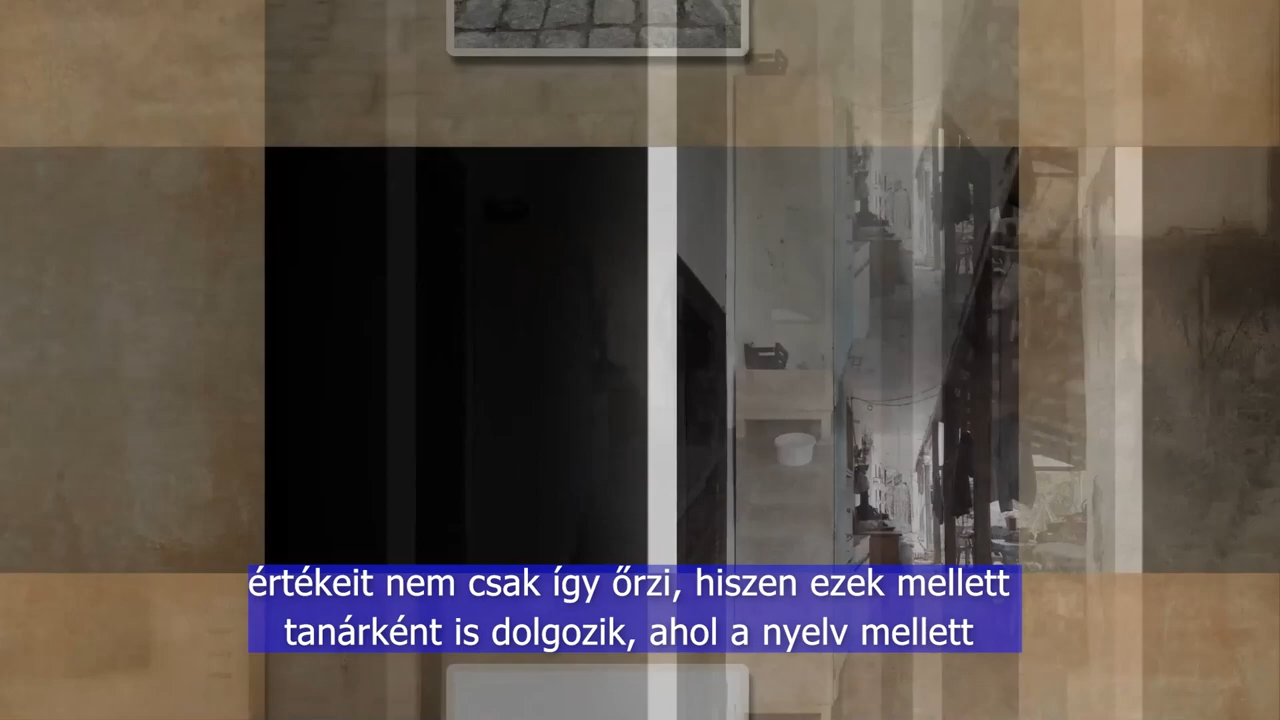 értékeit nem csak így őrzi, hiszen ezek mellett
tanárként is dolgozik, ahol a nyelv mellett